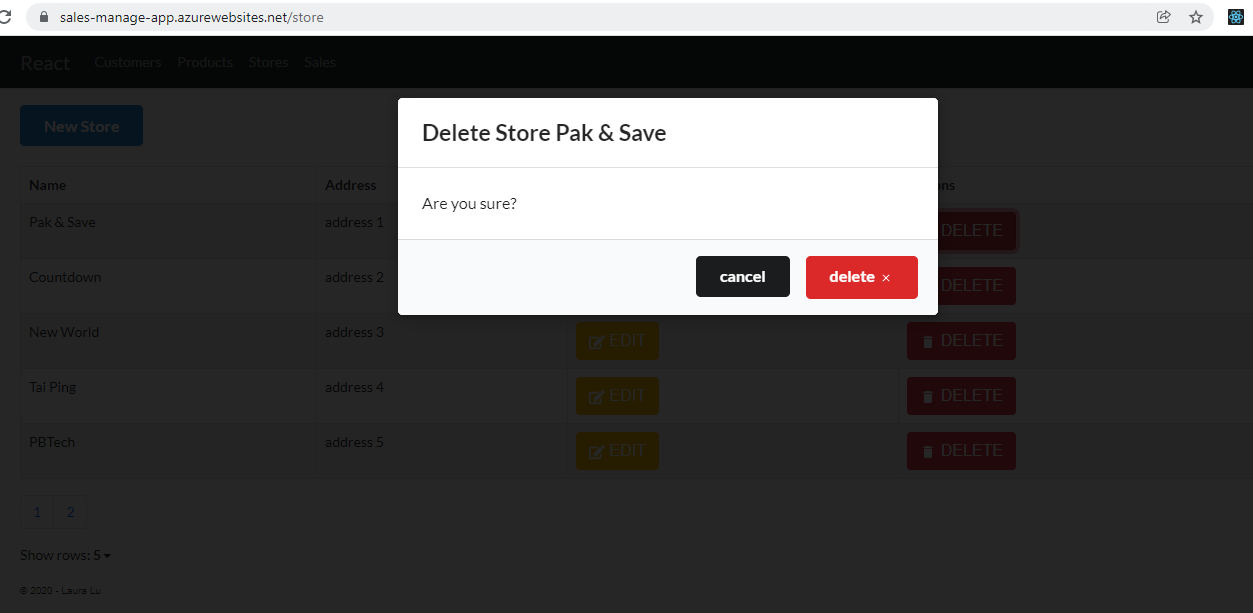 sales-manage-app.azurewebsites.net/store
React Customers Products Stores Sales
New Store
Delete Store Pak & Save
Are you sure?
cancel delete ×
Name Address ons
Pak & Save address 1 DELETE
Countdown address 2 DELETE
New World address 3 EDIT DELETE
Tai Ping address 4 EDIT DELETE
PBTech address 5 EDIT DELETE
1 2
Show rows: 5
© 2020 - Laura Lu